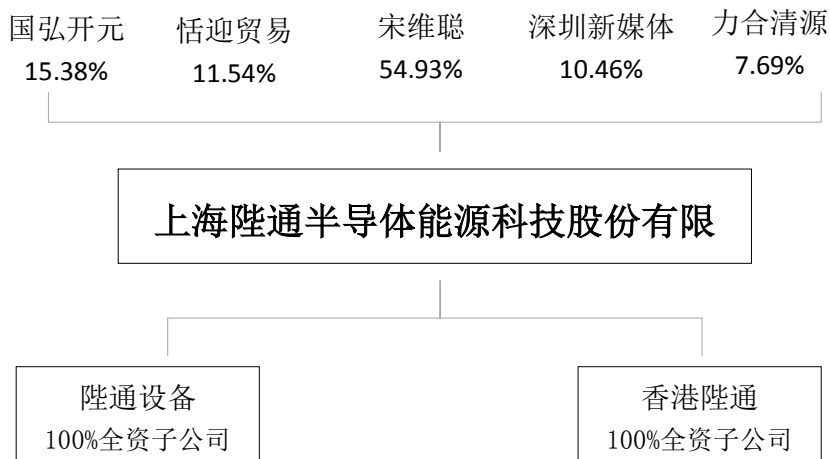 国弘开元 恬迎贸易 宋维聪 深圳新媒体 力合清源
15.38% 11.54% 54.93% 10.46% 7.69%
上海陛通半导体能源科技股份有限
陛通设备 香港陛通
100%全资子公司 100%全资子公司